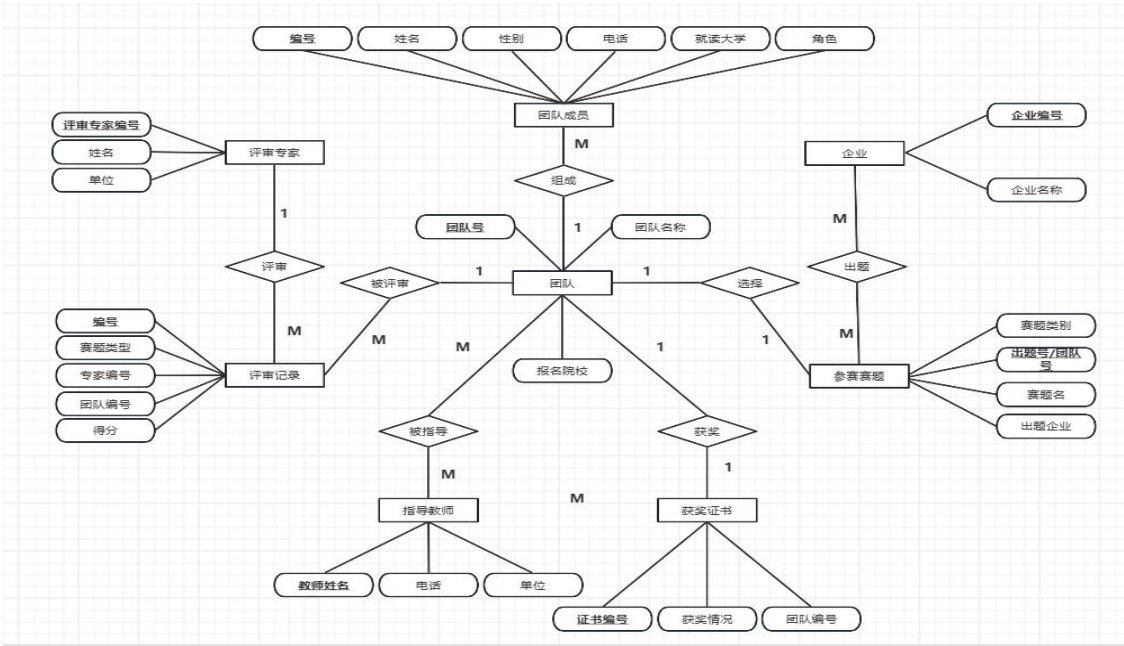 编号
姓名
性别
电话
就读大学
角色
团队成员
M
组成
1
评审专家编号
姓名
单位
评审专家
1
评审
M
企业编号
企业名称
企业
M
出题
M
团队号
团队名称
被评审
1
团队
1
选择
M
M
1
1
报名院校
编号
赛题类型
专家编号
团队编号
得分
评审记录
参赛赛题
赛题类别
出题号/团队
号
赛题名
出题企业
被指导
获奖
M
1
M
指导教师
获奖证书
教师姓名
电话
单位
证书编号
获奖情况
团队编号